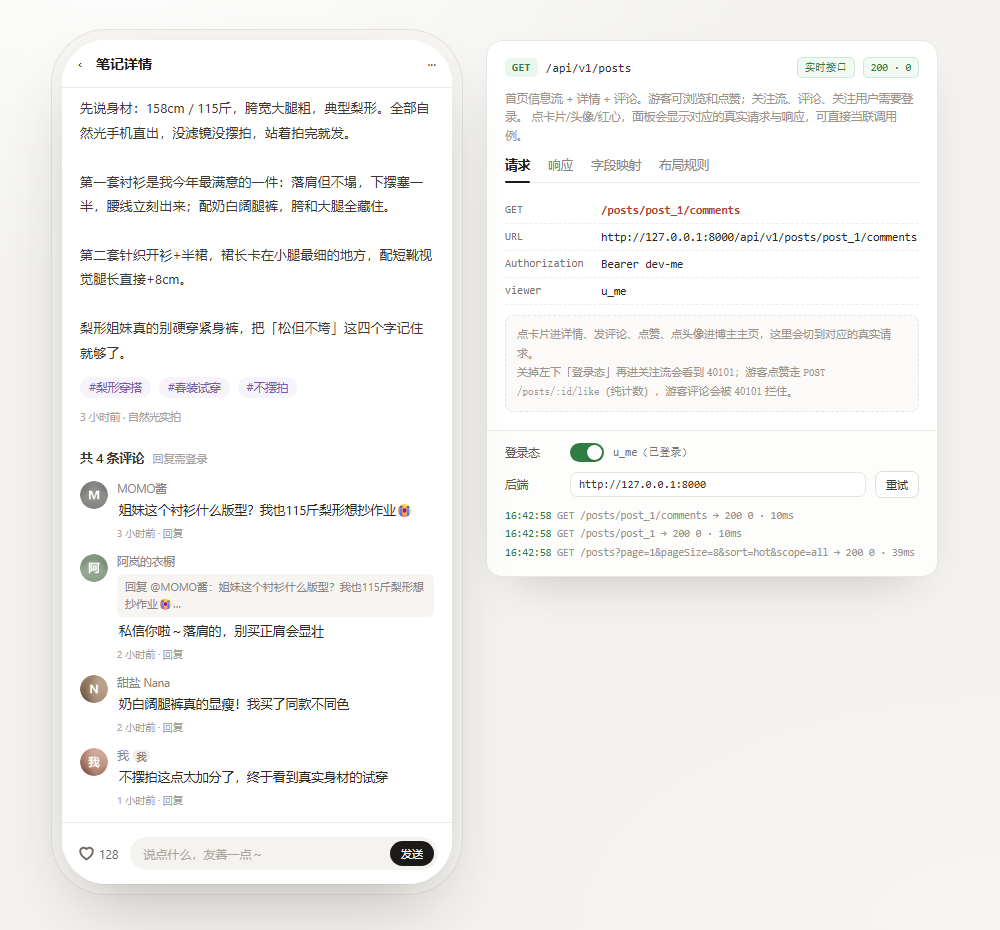 ‹ 笔记详情 ···
先说身材：158cm / 115斤，胯宽大腿粗，典型梨形。全部自
然光手机直出，没滤镜没摆拍，站着拍完就发。
第一套衬衫是我今年最满意的一件：落肩但不塌，下摆塞一
半，腰线立刻出来；配奶白阔腿裤，胯和大腿全藏住。
第二套针织开衫+半裙，裙长卡在小腿最细的地方，配短靴视
觉腿长直接+8cm。
梨形姐妹真的别硬穿紧身裤，把「松但不垮」这四个字记住
就够了。
#梨形穿搭 #春装试穿 #不摆拍
3 小时前 · 自然光实拍
共 4 条评论 回复需登录
M
MOMO酱
姐妹这个衬衫什么版型？我也115斤梨形想抄作业
3 小时前 · 回复
阿
阿岚的衣橱
回复 @MOMO酱：姐妹这个衬衫什么版型？我也115斤梨形想
抄作业...
私信你啦～落肩的，别买正肩会显壮
2 小时前 · 回复
N
甜盐 Nana
奶白阔腿裤真的显瘦！我买了同款不同色
2 小时前 · 回复
我
我 我
不摆拍这点太加分了，终于看到真实身材的试穿
1 小时前 · 回复
128 说点什么，友善一点～ 发送
GET /api/v1/posts 实时接口 200 · 0
首页信息流 + 详情 + 评论。游客可浏览和点赞；关注流、评论、关注用户需要登
录。 点卡片/头像/红心，面板会显示对应的真实请求与响应，可直接当联调用
例。
请求 响应 字段映射 布局规则
GET /posts/post_1/comments
URL http://127.0.0.1:8000/api/v1/posts/post_1/comments
Authorization Bearer dev-me
viewer u_me
点卡片进详情、发评论、点赞、点头像进博主主页，这里会切到对应的真实请
求。
关掉左下「登录态」再进关注流会看到 40101；游客点赞走 POST
/posts/:id/like（纯计数），游客评论会被 40101 拦住。
登录态 u_me（已登录）
后端 http://127.0.0.1:8000 重试
16:42:58 GET /posts/post_1/comments → 200 0 · 10ms
16:42:58 GET /posts/post_1 → 200 0 · 10ms
16:42:58 GET /posts?page=1&pageSize=8&sort=hot&scope=all → 200 0 · 39ms